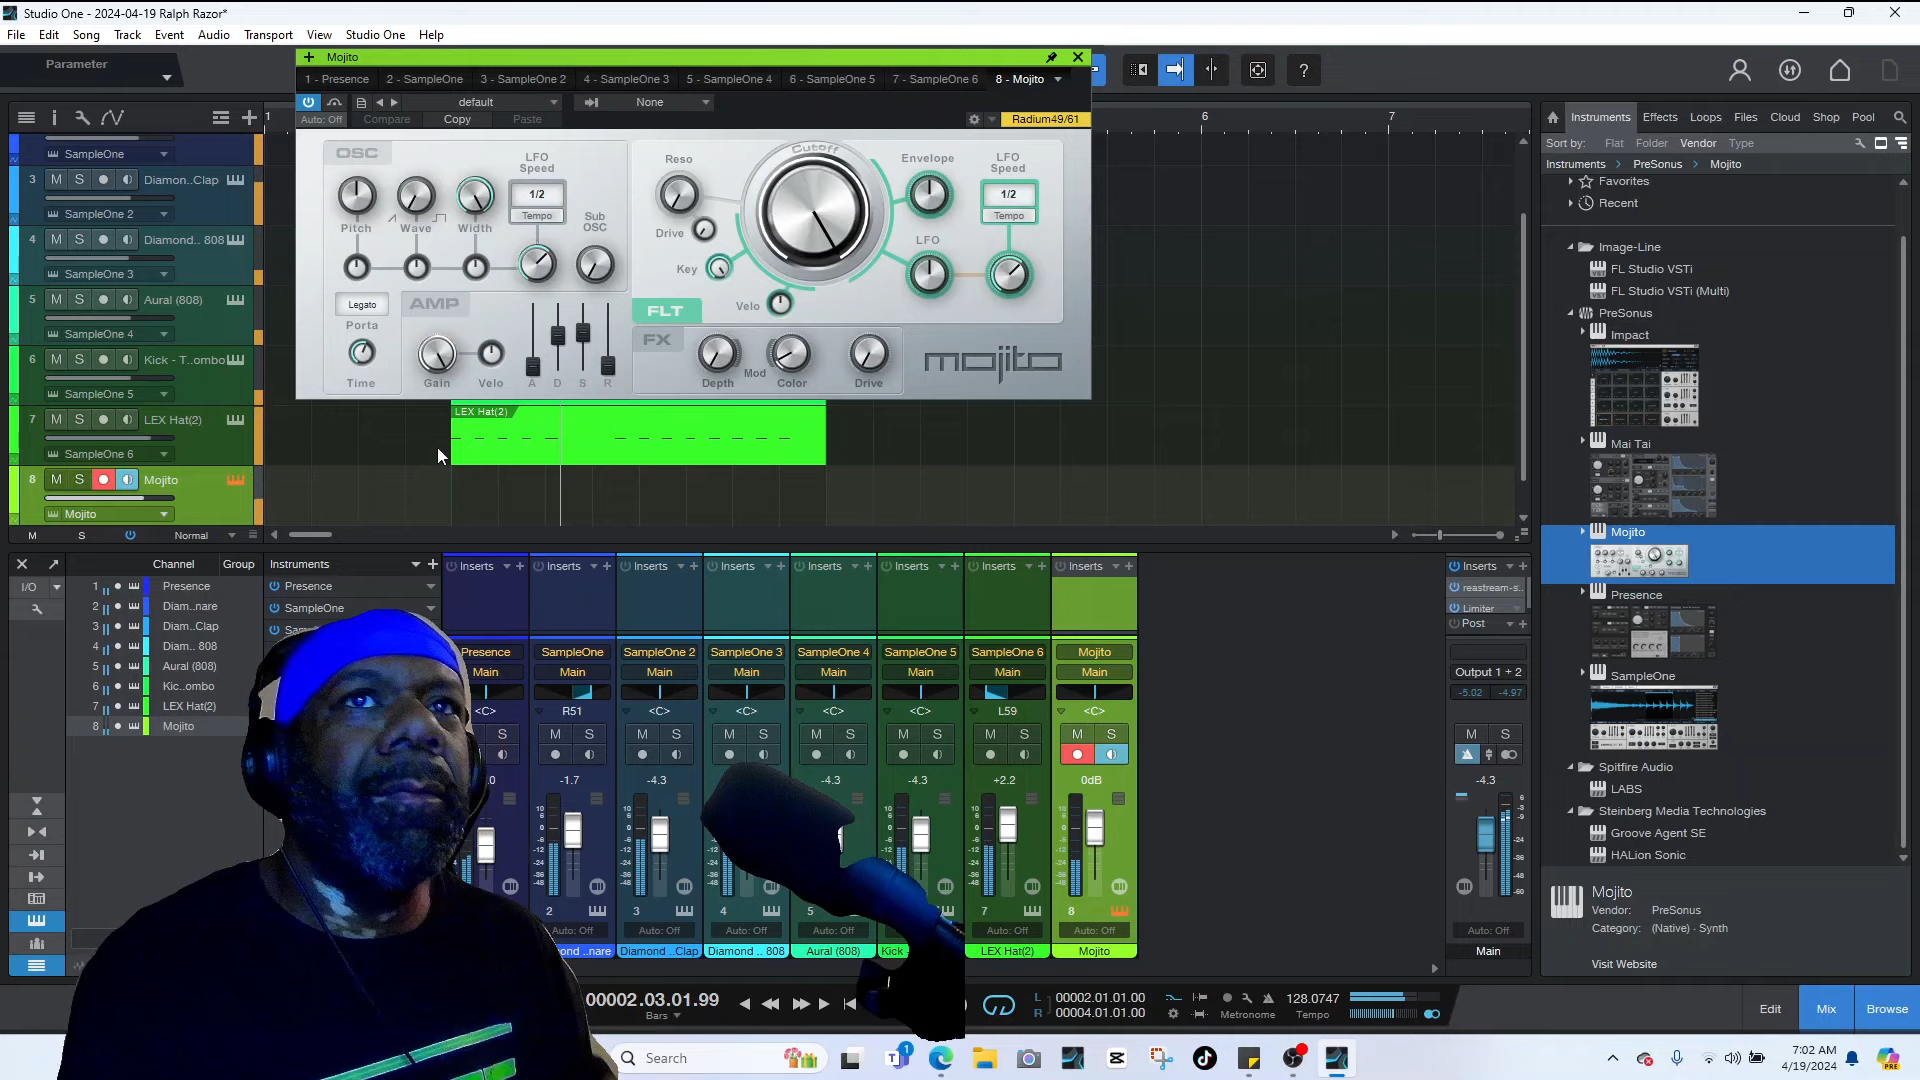 Studio One - 2024-04-19 Ralph Razor*
File Edit Song Track Event Audio Transport View Studio One Help
Parameter
Mojito
1 - Presence 2 - SampleOne 3 - SampleOne 2 4 - SampleOne 3 5 - SampleOne 4 6 - SampleOne 5 7 - SampleOne 6 8 - Mojito
default None
Auto: Off Compare Copy Paste Radium49/61
OSC
LFO Speed
1/2
Tempo
Pitch Wave Width
Sub OSC
Legato
Porta
Time
AMP
Gain Velo A D S R
Reso
Drive
Key
Velo
Cutoff
Envelope
LFO
LFO Speed
1/2
Tempo
FLT
FX
Depth Mod Color Drive
mojito
1
6
7
SampleOne
3 M S Diamon..Clap
SampleOne 2
4 M S Diamond.. 808
SampleOne 3
5 M S Aural (808)
SampleOne 4
6 M S Kick - T..ombo
SampleOne 5
7 M S LEX Hat(2)
SampleOne 6
8 M S Mojito
Mojito
M S Normal
LEX Hat(2)
Instruments Effects Loops Files Cloud Shop Pool
Sort by: Flat Folder Vendor Type
Instruments PreSonus Mojito
Favorites
Recent
Image-Line
FL Studio VSTi
FL Studio VSTi (Multi)
PreSonus
Impact
Mai Tai
Mojito
Presence
SampleOne
Spitfire Audio
LABS
Steinberg Media Technologies
Groove Agent SE
HALion Sonic
Mojito
Vendor: PreSonus
Category: (Native) - Synth
Visit Website
I/O
Channel Group
1 Presence
2 Diam..nare
3 Diam..Clap
4 Diam.. 808
5 Aural (808)
6 Kic..ombo
7 LEX Hat(2)
8 Mojito
Instruments
Presence
SampleOne
Inserts Inserts Inserts Inserts Inserts Inserts Inserts Inserts
Presence SampleOne SampleOne 2 SampleOne 3 SampleOne 4 SampleOne 5 SampleOne 6 Mojito
Main Main Main Main Main Main Main Main
<C> R51 <C> <C> <C> <C> L59 <C>
-1.7 -4.3 -4.3 -4.3 +2.2 0dB
2 3 4 5 7 8
Auto: Off Auto: Off Auto: Off Auto: Off Auto: Off Auto: Off Auto: Off
ond ..nare Diamond ..Clap Diamond .. 808 Aural (808) Kick LEX Hat(2) Mojito
Inserts
reastream-s..
Limiter
Post
Output 1 + 2
-5.02 -4.97
M S
-4.3
Auto: Off
Main
00002.03.01.99
Bars
L 00002.01.01.00
R 00004.01.01.00
Metronome
128.0747
Tempo
Edit Mix Browse
Search
7:02 AM
4/19/2024